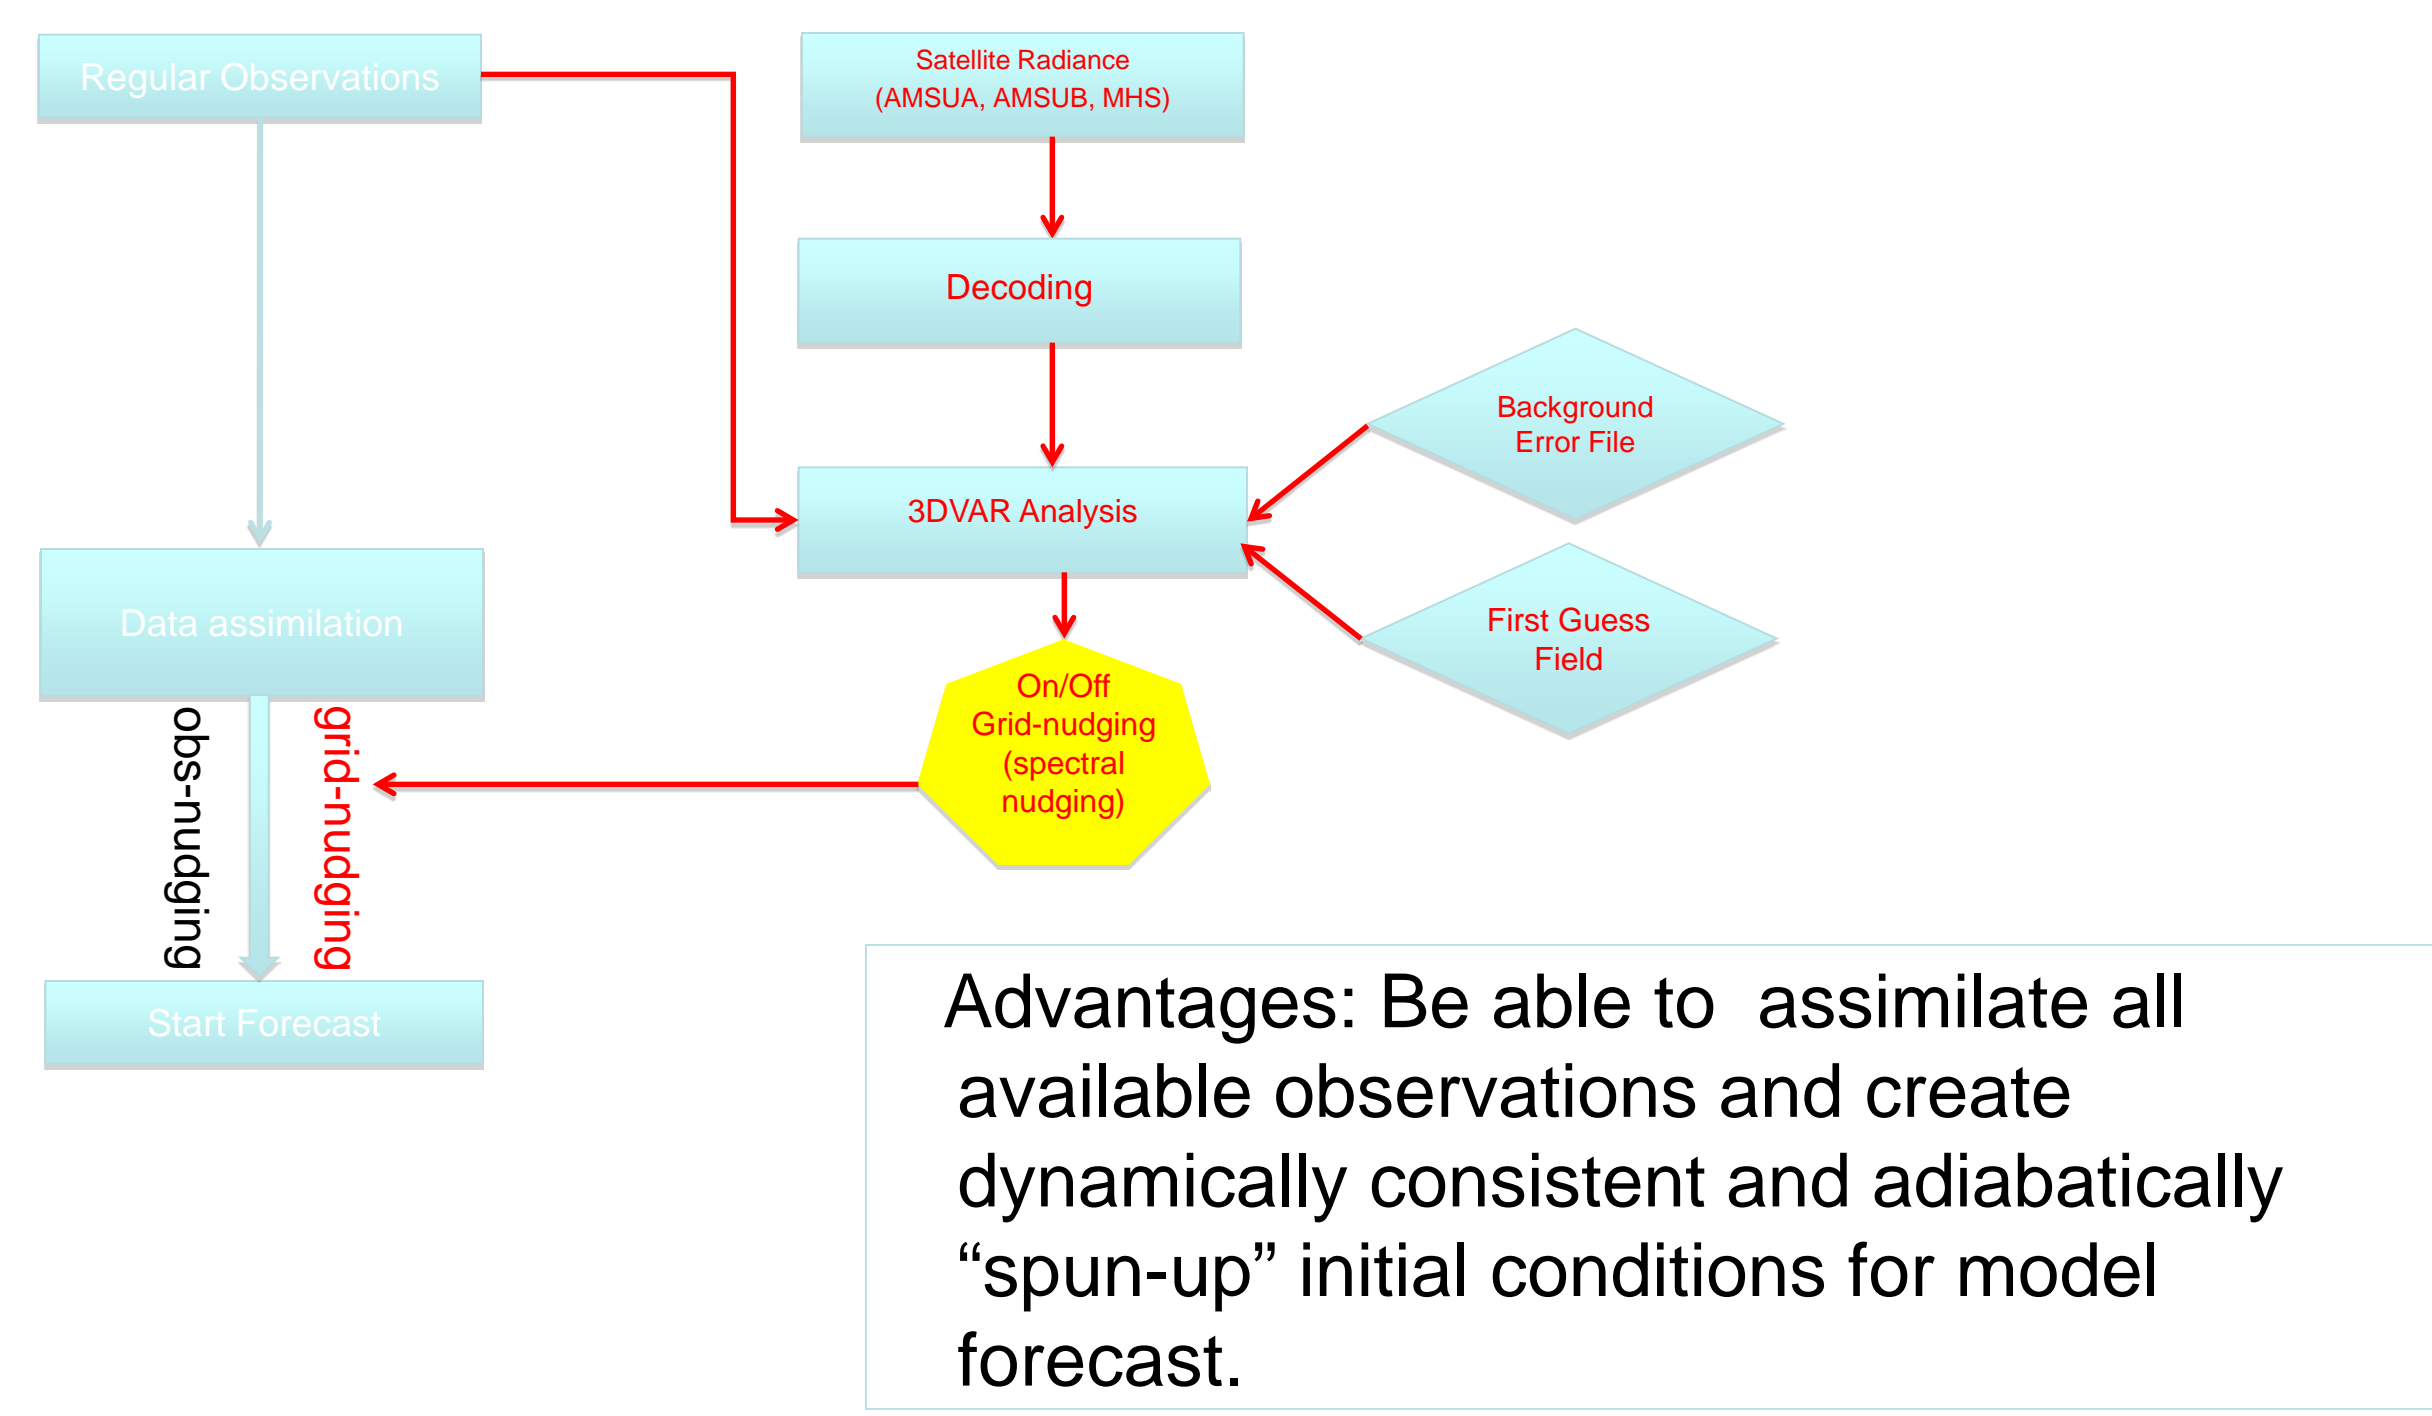 Regular Observations
Satellite Radiance
(AMSUA, AMSUB, MHS)
Decoding
Background
Error File
3DVAR Analysis
First Guess
Field
Data assimilation
On/Off
Grid-nudging
(spectral
nudging)
obs-nudging
grid-nudging
Start Forecast
Advantages: Be able to  assimilate all
available observations and create
dynamically consistent and adiabatically
“spun-up” initial conditions for model
forecast.